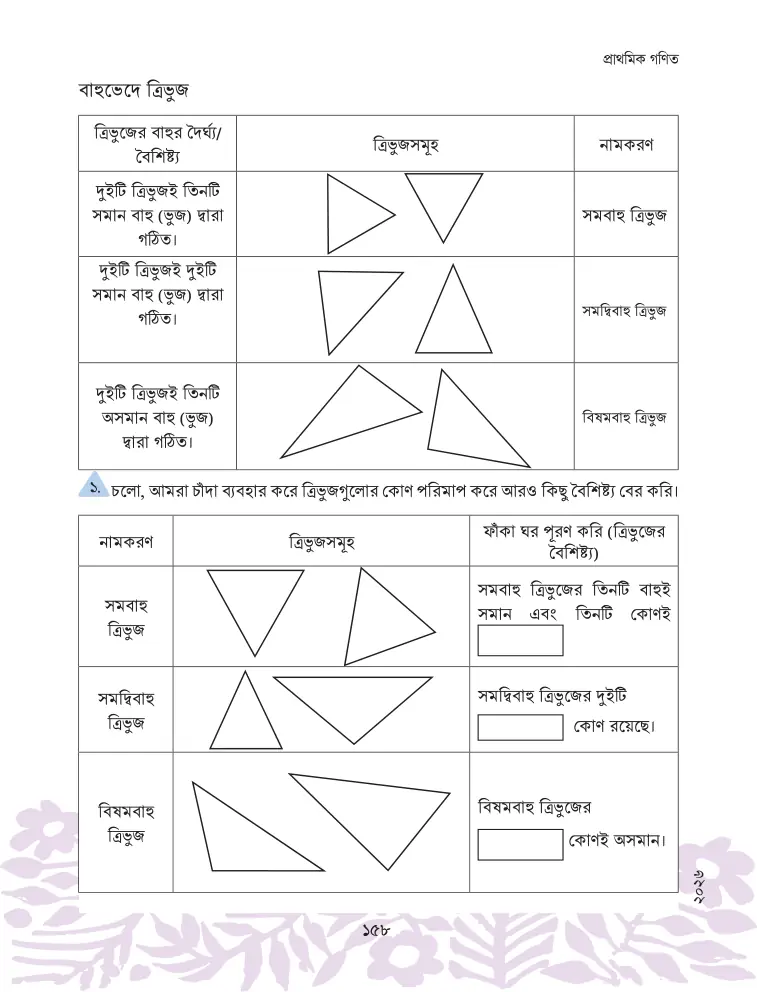 প্রাথমিক গণিত
বাহুভেদে ত্রিভুজ
ত্রিভুজের বাহুর দৈর্ঘ্য/
বৈশিষ্ট্য
ত্রিভুজসমূহ
নামকরণ
দুইটি ত্রিভুজই তিনটি
সমান বাহু (ভুজ) দ্বারা
গঠিত।
সমবাহু ত্রিভুজ
দুইটি ত্রিভুজই দুইটি
সমান বাহু (ভুজ) দ্বারা
গঠিত।
সমদ্বিবাহু ত্রিভুজ
দুইটি ত্রিভুজই তিনটি
অসমান বাহু (ভুজ)
দ্বারা গঠিত।
বিষমবাহু ত্রিভুজ
১. চলো, আমরা চাঁদা ব্যবহার করে ত্রিভুজগুলোর কোণ পরিমাপ করে আরও কিছু বৈশিষ্ট্য বের করি।
নামকরণ
ত্রিভুজসমূহ
ফাঁকা ঘর পূরণ করি (ত্রিভুজের
বৈশিষ্ট্য)
সমবাহু
ত্রিভুজ
সমবাহু ত্রিভুজের তিনটি বাহুই
সমান এবং তিনটি কোণই
সমদ্বিবাহু
ত্রিভুজ
সমদ্বিবাহু ত্রিভুজের দুইটি
কোণ রয়েছে।
বিষমবাহু
ত্রিভুজ
বিষমবাহু ত্রিভুজের
কোণই অসমান।
২০২৬
১৫৮